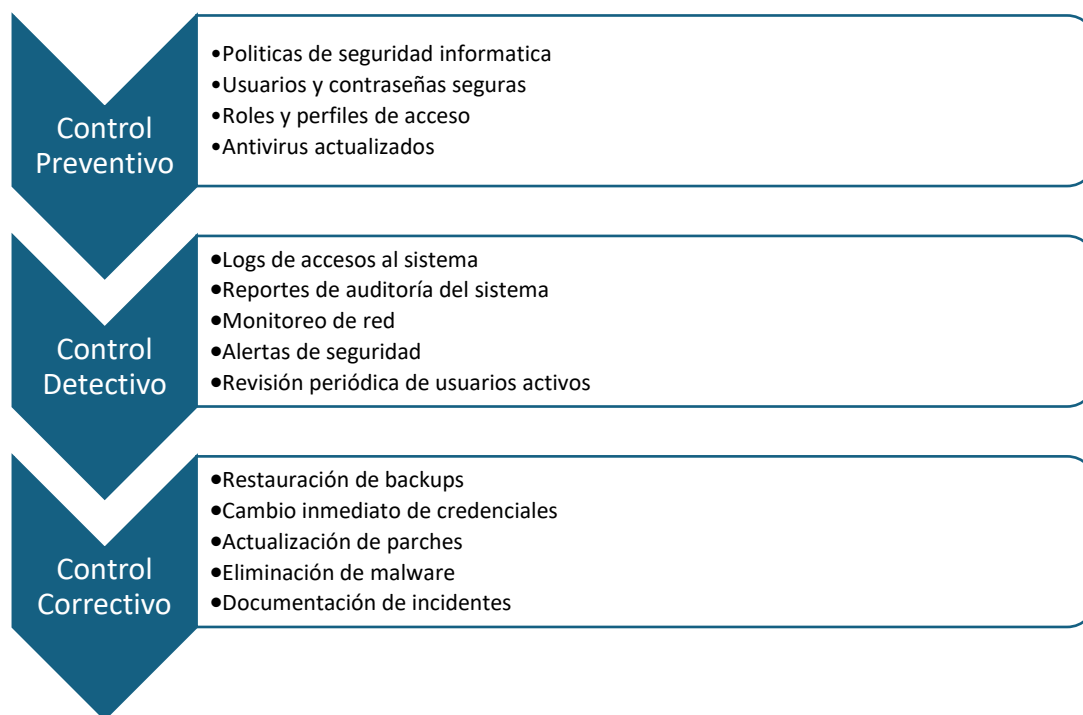 Control
Preventivo
•Politicas de seguridad informatica
•Usuarios y contraseñas seguras
•Roles y perfiles de acceso
•Antivirus actualizados
Control
Detectivo
•Logs de accesos al sistema
•Reportes de auditoría del sistema
•Monitoreo de red
•Alertas de seguridad
•Revisión periódica de usuarios activos
Control
Correctivo
•Restauración de backups
•Cambio inmediato de credenciales
•Actualización de parches
•Eliminación de malware
•Documentación de incidentes